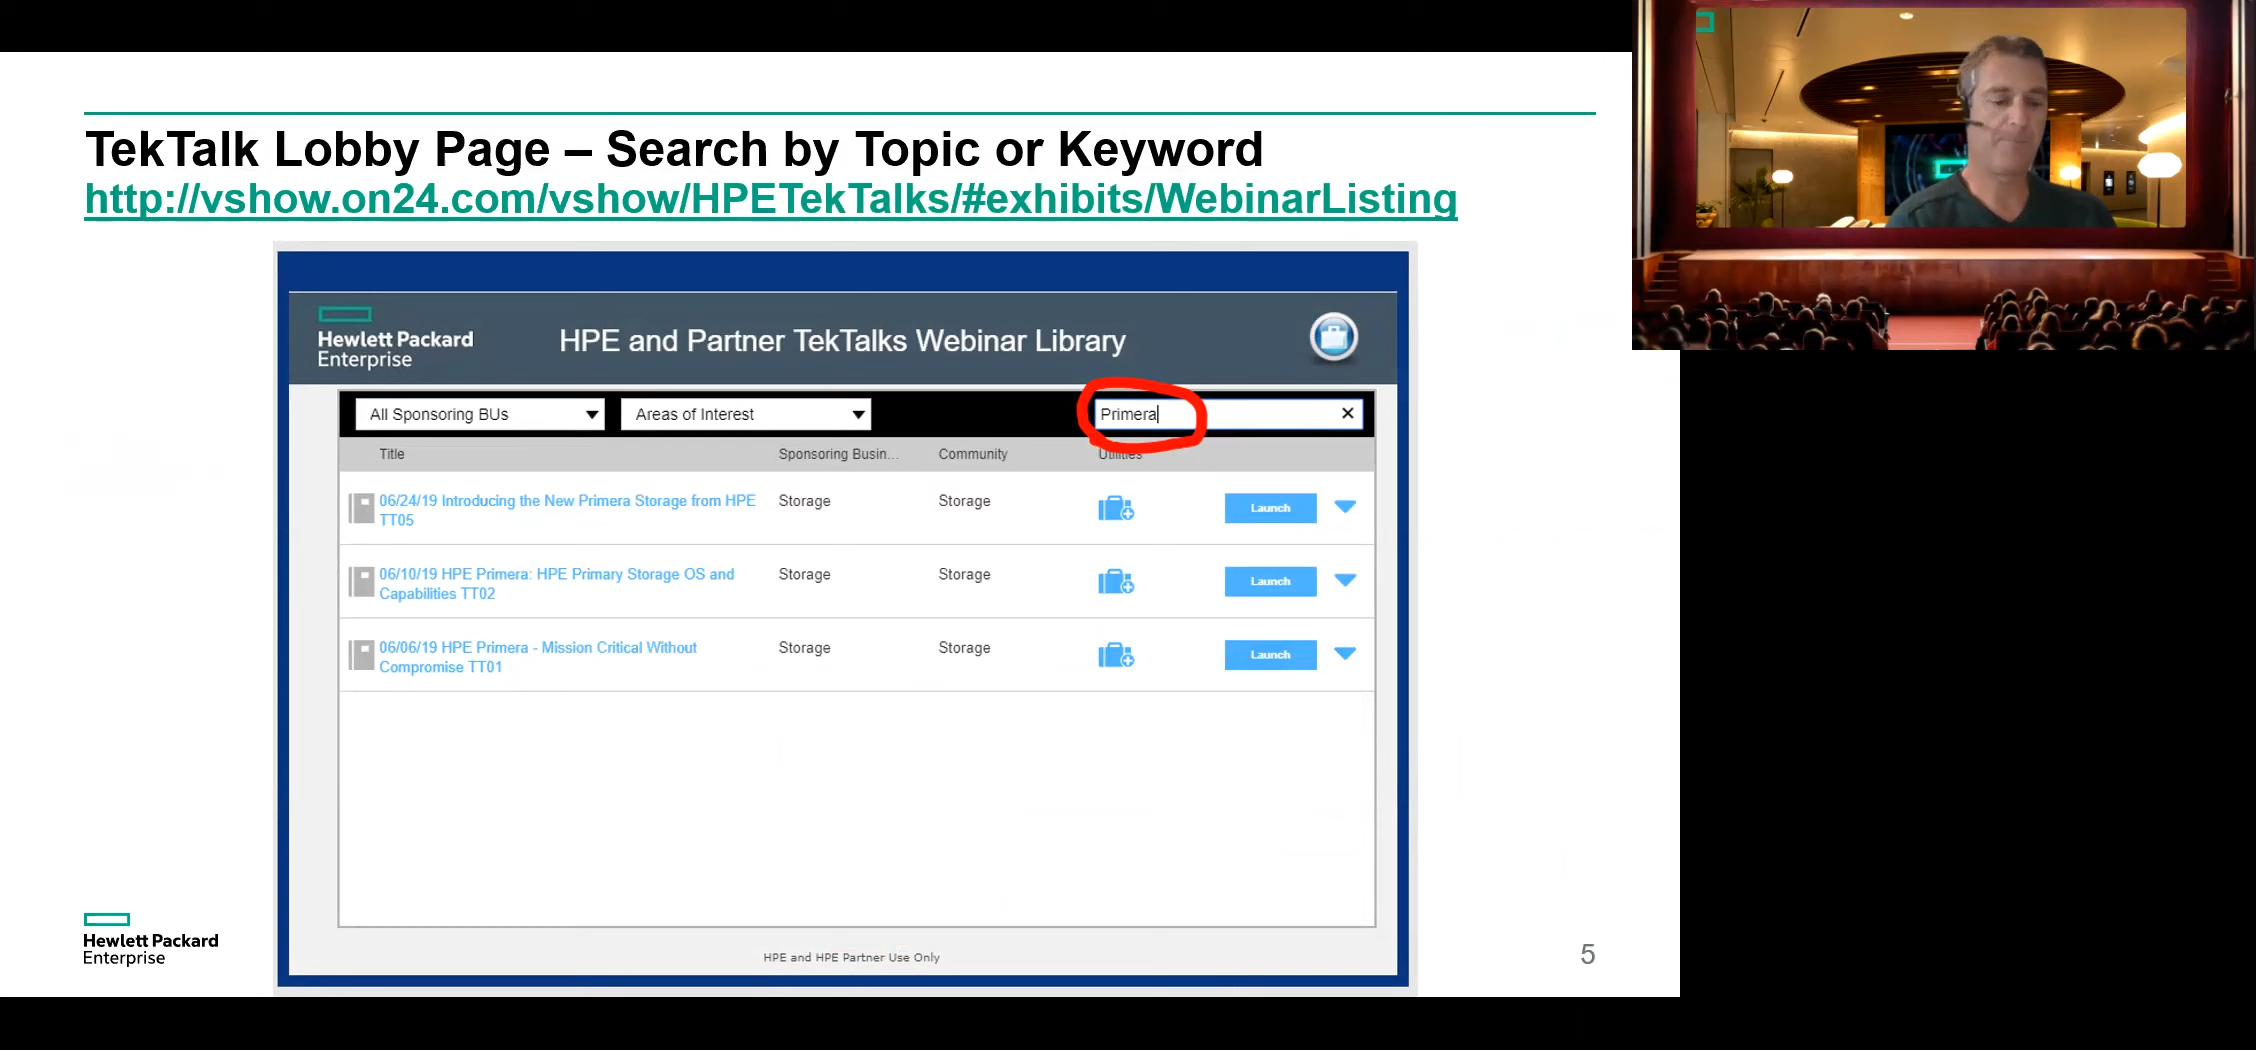 TekTalk Lobby Page – Search by Topic or Keyword
http://vshow.on24.com/vshow/HPETekTalks/#exhibits/WebinarListing
Hewlett Packard
Enterprise
HPE and Partner TekTalks Webinar Library
All Sponsoring BUs
Areas of Interest
Primera
Title Sponsoring Busin... Community Utilities
06/24/19 Introducing the New Primera Storage from HPE
TT05
Storage Storage Launch
06/10/19 HPE Primera: HPE Primary Storage OS and
Capabilities TT02
Storage Storage Launch
06/06/19 HPE Primera - Mission Critical Without
Compromise TT01
Storage Storage Launch
HPE and HPE Partner Use Only
Hewlett Packard
Enterprise
5